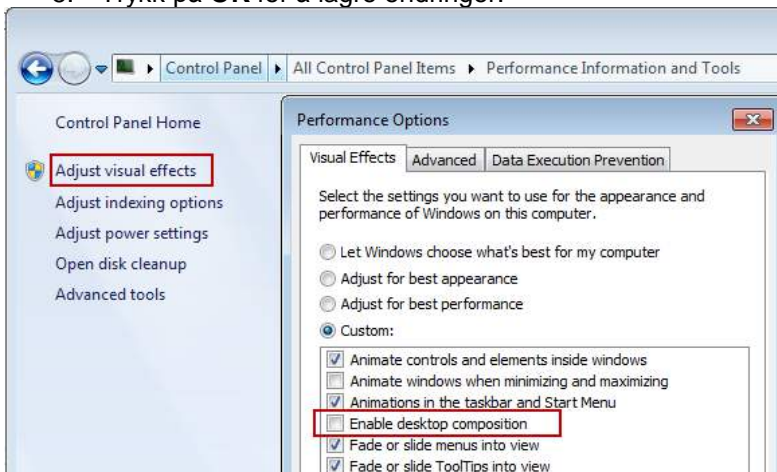 Trykk på OK for å lagre endringer.
Control Panel All Control Panel Items Performance Information and Tools
Control Panel Home
Adjust visual effects
Adjust indexing options
Adjust power settings
Open disk cleanup
Advanced tools
Performance Options
Visual Effects Advanced Data Execution Prevention
Select the settings you want to use for the appearance and
performance of Windows on this computer.
Let Windows choose what's best for my computer
Adjust for best appearance
Adjust for best performance
Custom:
Animate controls and elements inside windows
Animate windows when minimizing and maximizing
Animations in the taskbar and Start Menu
Enable desktop composition
Fade or slide menus into view
Fade or slide ToolTips into view